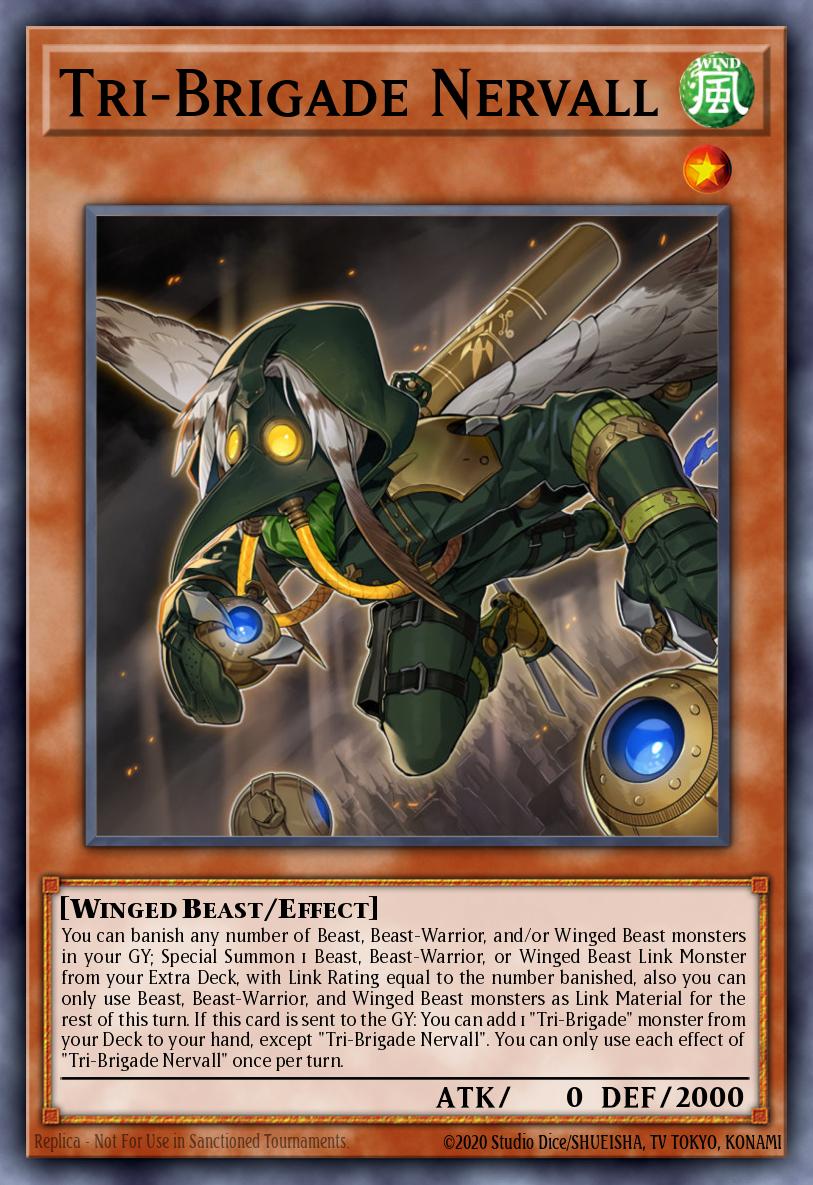 Tri-Brigade Nervall
WIND
風
[Winged Beast/Effect]
You can banish any number of Beast, Beast-Warrior, and/or Winged Beast monsters
in your GY; Special Summon 1 Beast, Beast-Warrior, or Winged Beast Link Monster
from your Extra Deck, with Link Rating equal to the number banished, also you can
only use Beast, Beast-Warrior, and Winged Beast monsters as Link Material for the
rest of this turn. If this card is sent to the GY: You can add 1 "Tri-Brigade" monster from
your Deck to your hand, except "Tri-Brigade Nervall". You can only use each effect of
"Tri-Brigade Nervall" once per turn.
ATK/ 0 DEF/2000
Replica - Not For Use in Sanctioned Tournaments.
©2020 Studio Dice/SHUEISHA, TV TOKYO, KONAMI